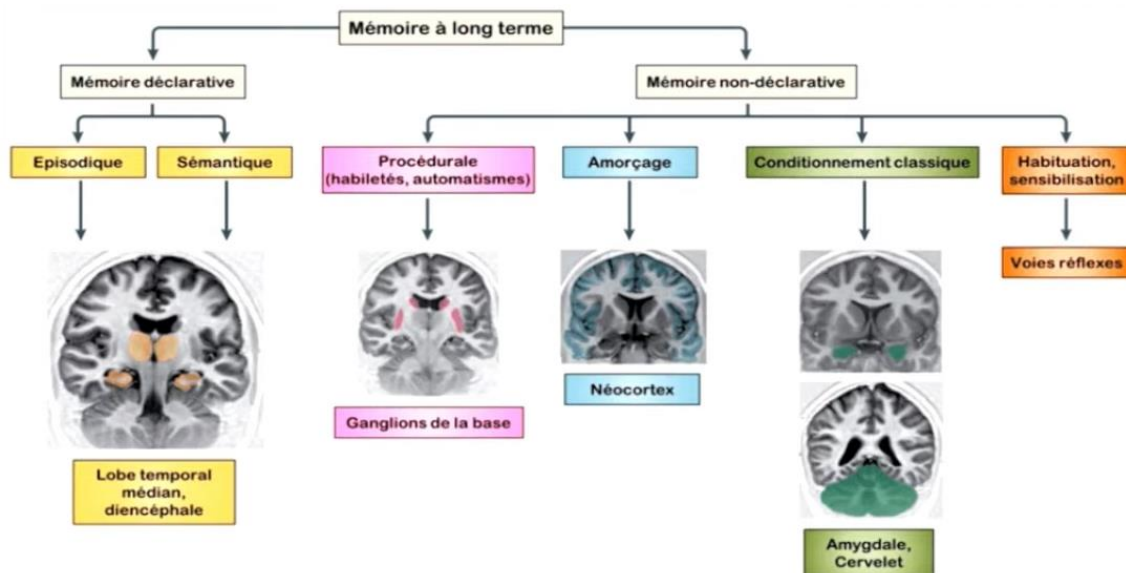 Mémoire à long terme
Mémoire déclarative
Mémoire non-déclarative
Episodique
Sémantique
Procédurale
(habiletés, automatismes)
Amorçage
Conditionnement classique
Habituation,
sensibilisation
Voies réflexes
Néocortex
Ganglions de la base
Lobe temporal
médian,
diencéphale
Amygdale,
Cervelet